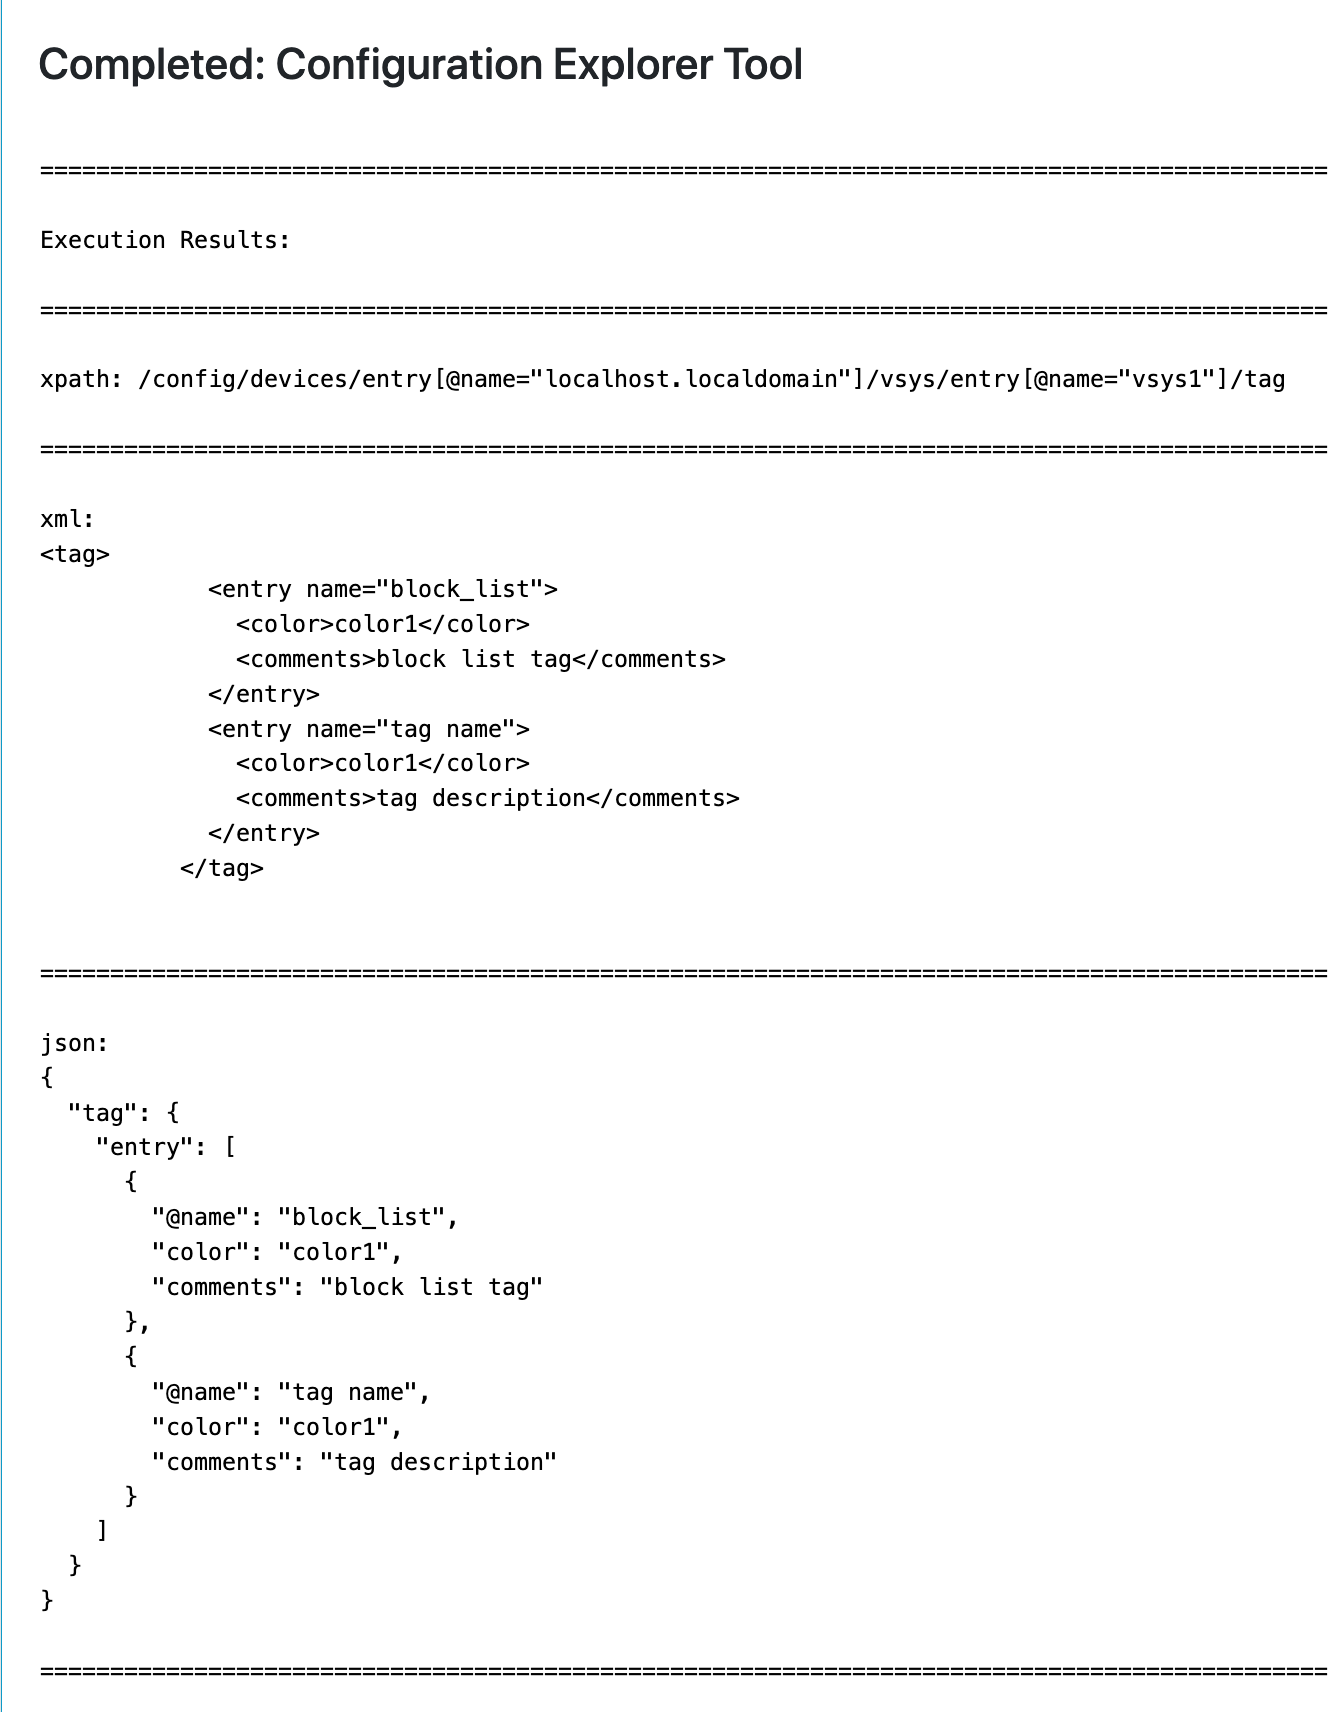 Completed: Configuration Explorer Tool
============================================================================================
Execution Results:
============================================================================================
xpath: /config/devices/entry[@name="localhost.localdomain"]/vsys/entry[@name="vsys1"]/tag
============================================================================================
xml:
<tag>
            <entry name="block_list">
              <color>color1</color>
              <comments>block list tag</comments>
            </entry>
            <entry name="tag name">
              <color>color1</color>
              <comments>tag description</comments>
            </entry>
          </tag>
============================================================================================
json:
{
  "tag": {
    "entry": [
      {
        "@name": "block_list",
        "color": "color1",
        "comments": "block list tag"
      },
      {
        "@name": "tag name",
        "color": "color1",
        "comments": "tag description"
      }
    ]
  }
}
============================================================================================